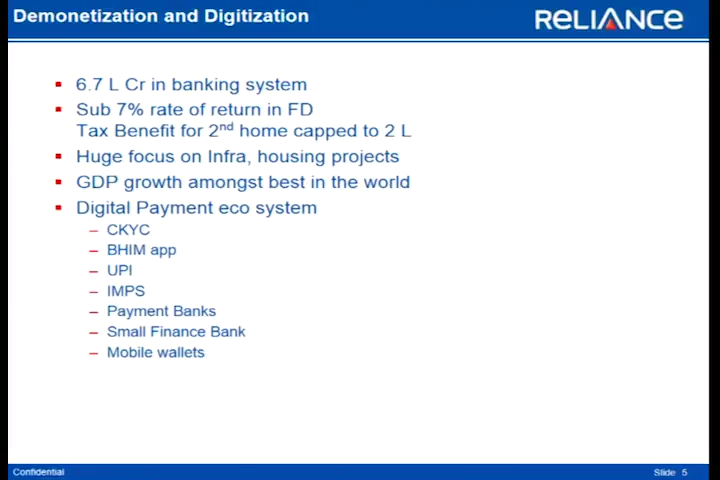 Demonetization and Digitization
RELIANCE
6.7 L Cr in banking system
Sub 7% rate of return in FD
Tax Benefit for 2nd home capped to 2 L
Huge focus on Infra, housing projects
GDP growth amongst best in the world
Digital Payment eco system
– CKYC
– BHIM app
– UPI
– IMPS
– Payment Banks
– Small Finance Bank
– Mobile wallets
Confidential
Slide 5